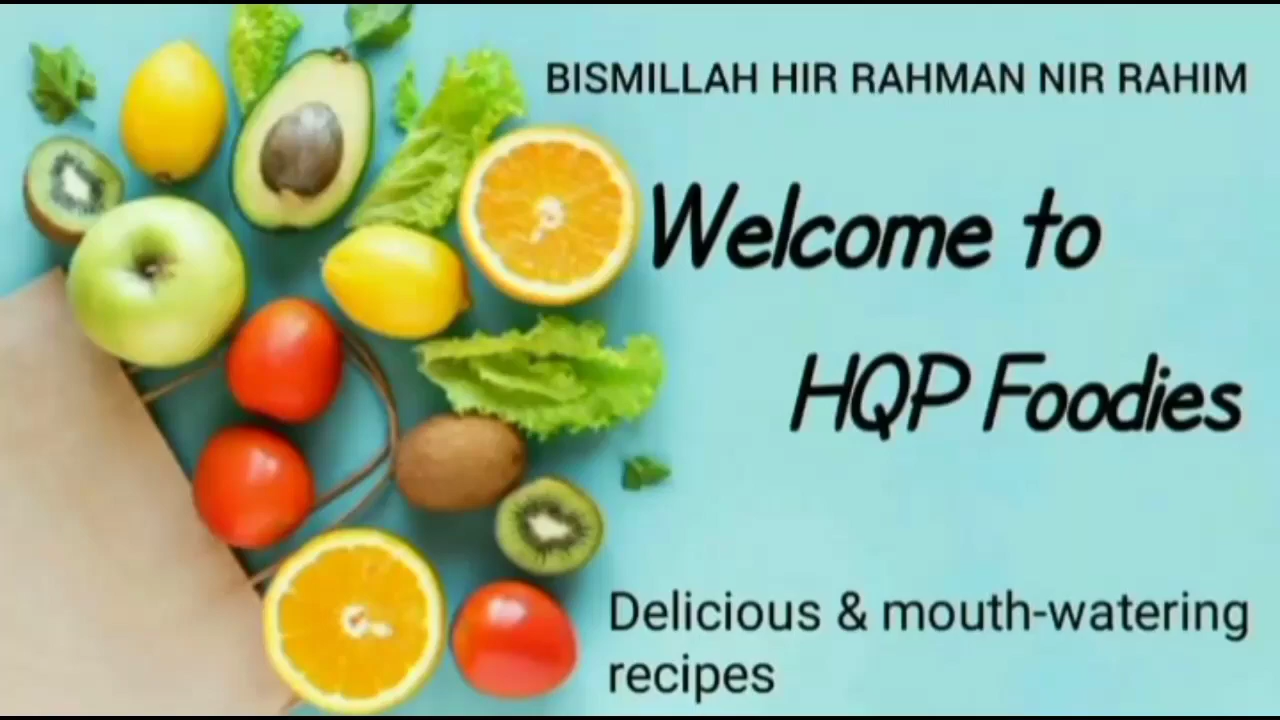 BISMILLAH HIR RAHMAN NIR RAHIM
Welcome to
HQP Foodies
Delicious & mouth-watering
recipes